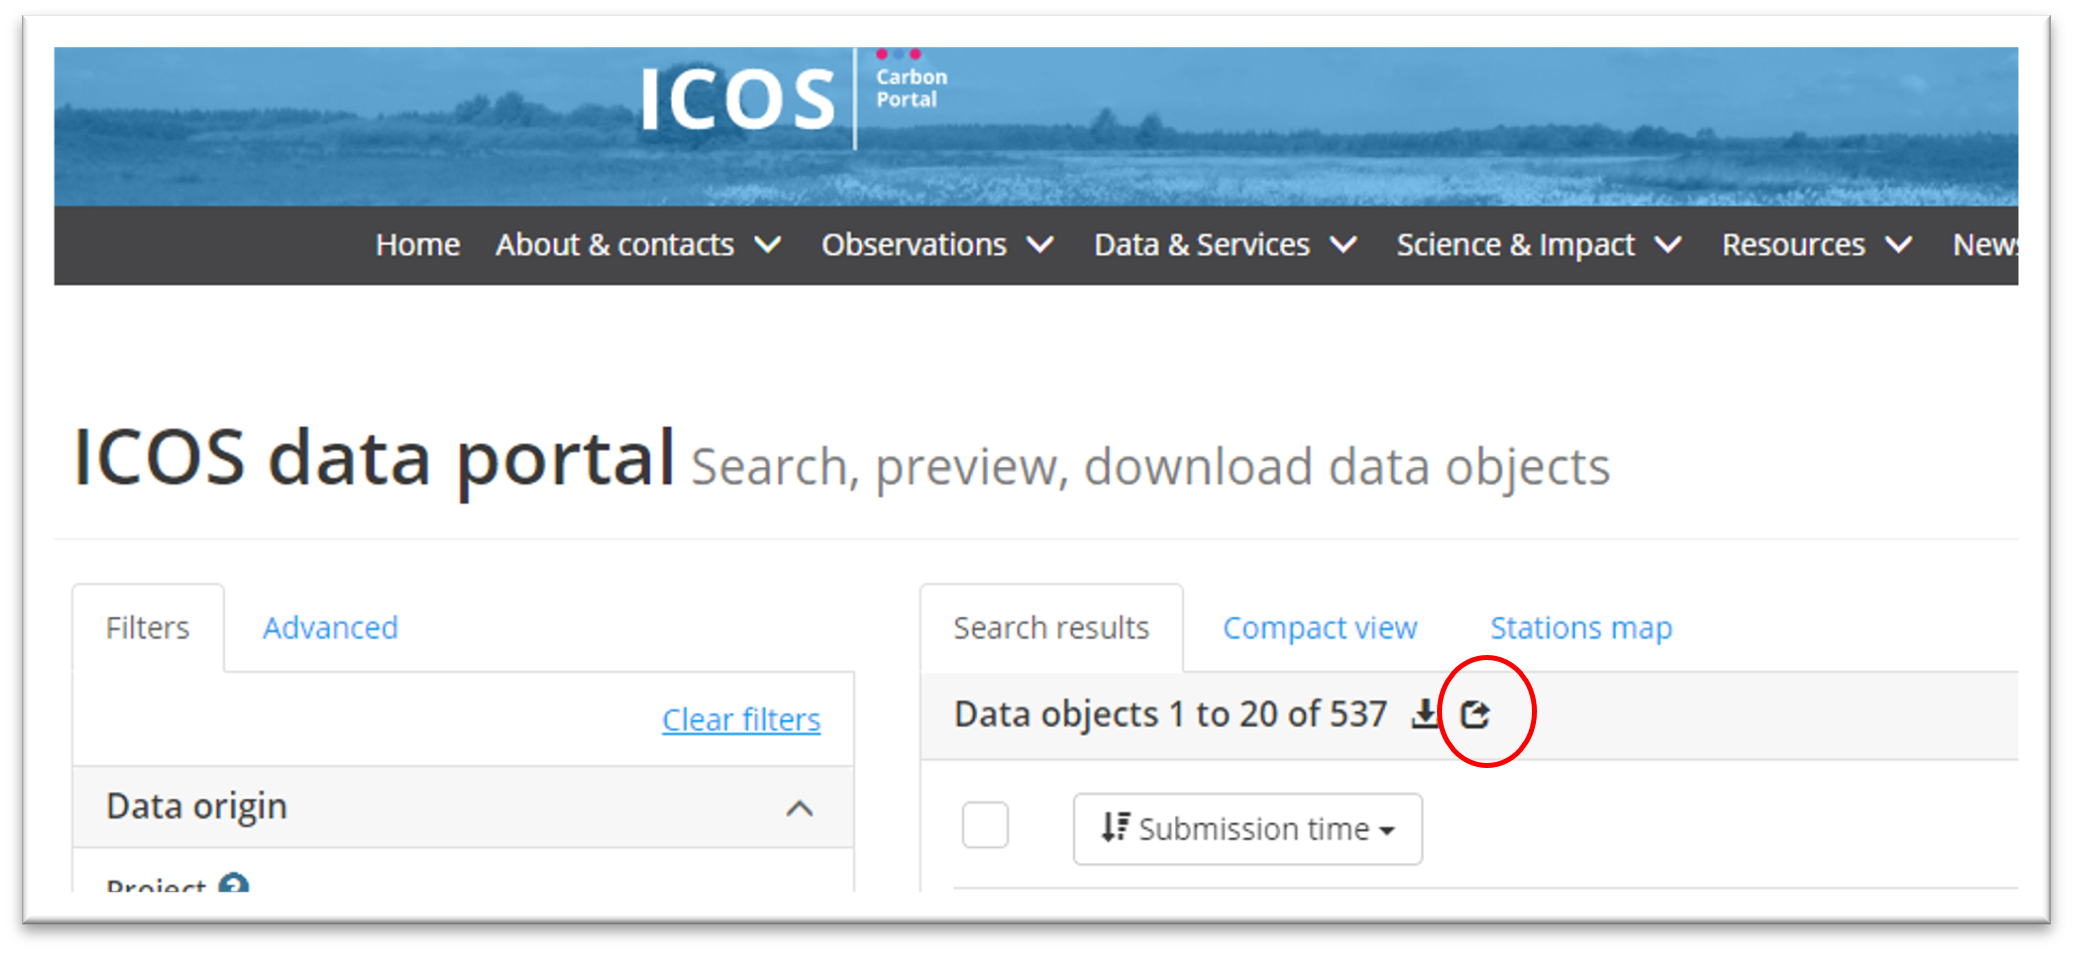 ICOS
Carbon
Portal
Home About & contacts Observations Data & Services Science & Impact Resources News
ICOS data portal Search, preview, download data objects
Filters Advanced
Clear filters
Data origin
Project
Search results Compact view Stations map
Data objects 1 to 20 of 537
Submission time